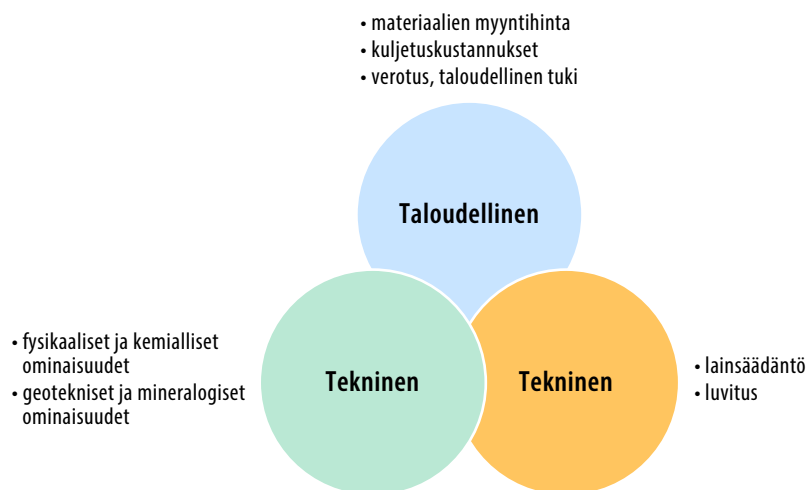 • materiaalien myyntihinta
• kuljetuskustannukset
• verotus, taloudellinen tuki
Taloudellinen
• fysikaaliset ja kemialliset
ominaisuudet
• geotekniset ja mineralogiset
ominaisuudet
Tekninen
Tekninen
• lainsäädäntö
• luvitus